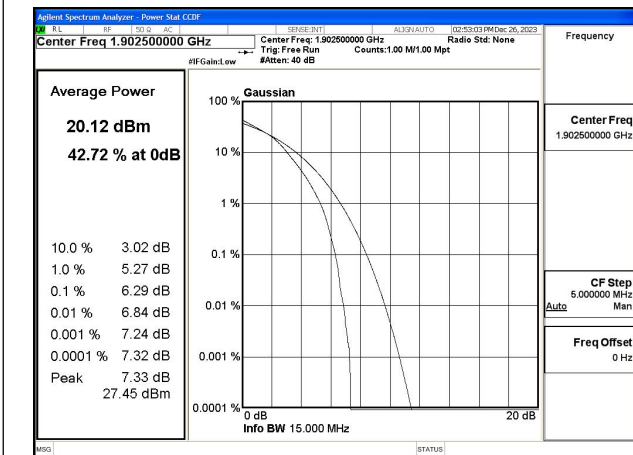 Agilent Spectrum Analyzer - Power Stat CCDF
RL RF 50 Ω AC SENSE:INT ALIGN AUTO 02:53:03 PM Dec 26, 2023
Center Freq 1.902500000 GHz
Center Freq: 1.902500000 GHz Radio Std: None
Trig: Free Run Counts:1.00 M/1.00 Mpt
#IFGain:Low #Atten: 40 dB
Frequency
Average Power
20.12 dBm
42.72 % at 0dB
10.0 % 3.02 dB
1.0 % 5.27 dB
0.1 % 6.29 dB
0.01 % 6.84 dB
0.001 % 7.24 dB
0.0001 % 7.32 dB
Peak 7.33 dB
27.45 dBm
Gaussian
100 %
10 %
1 %
0.1 %
0.01 %
0.001 %
0.0001 %
0 dB 20 dB
Info BW 15.000 MHz
Center Freq
1.902500000 GHz
CF Step
5.000000 MHz
Auto Man
Freq Offset
0 Hz
MSG STATUS